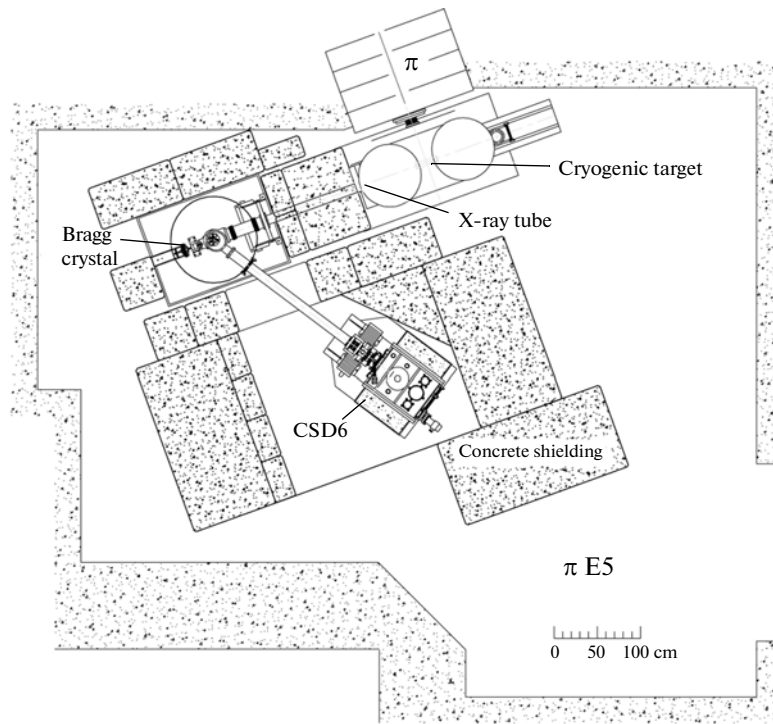 π
Cryogenic target
X-ray tube
Bragg
crystal
CSD6
Concrete shielding
π E5
0 50 100 cm